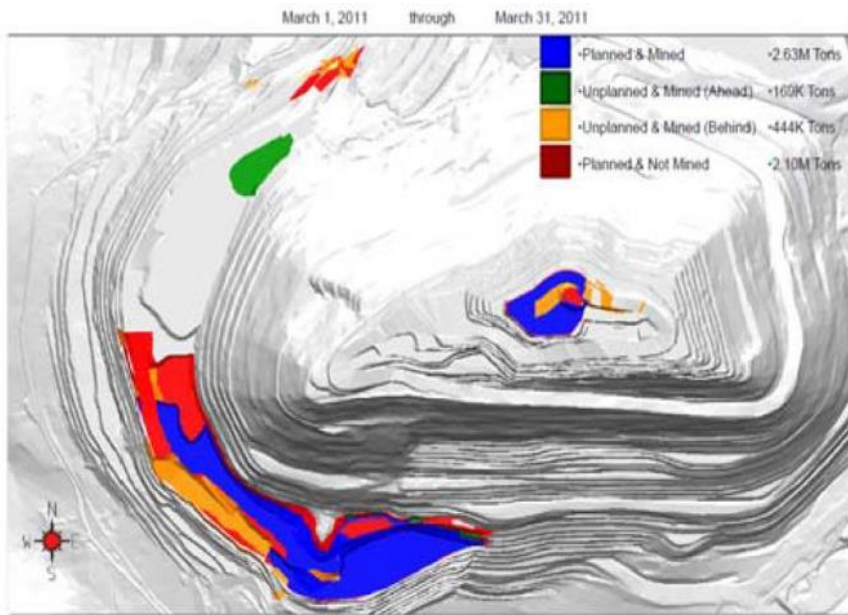 March 1, 2011 through March 31, 2011
•Planned & Mined •2.63M Tons
•Unplanned & Mined (Ahead) •169K Tons
•Unplanned & Mined (Behind) •444K Tons
•Planned & Not Mined •2.10M Tons
N
W E
S